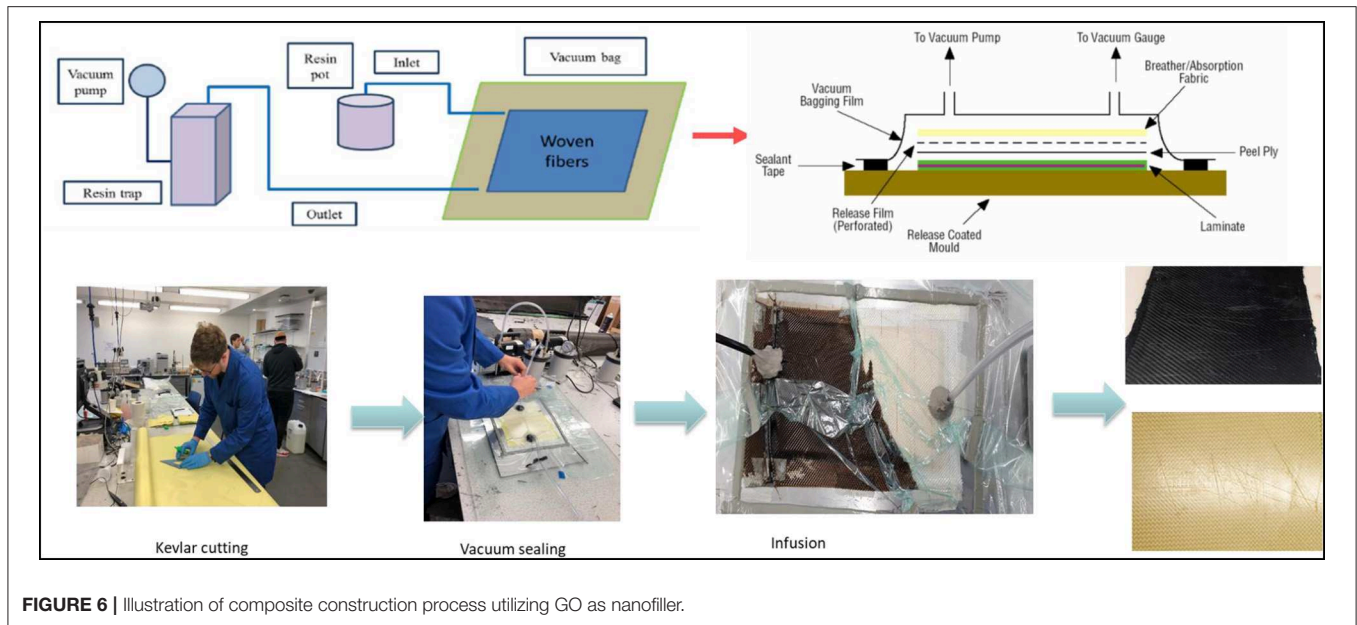 Vacuum
pump
Resin trap
Resin
pot
Inlet
Outlet
Vacuum bag
Woven
fibers
To Vacuum Pump
To Vacuum Gauge
Vacuum
Bagging Film
Breather/Absorption
Fabric
Sealant
Tape
Peel Ply
Release Film
(Perforated)
Release Coated
Mould
Laminate
Kevlar cutting
Vacuum sealing
Infusion
FIGURE 6 | Illustration of composite construction process utilizing GO as nanofiller.